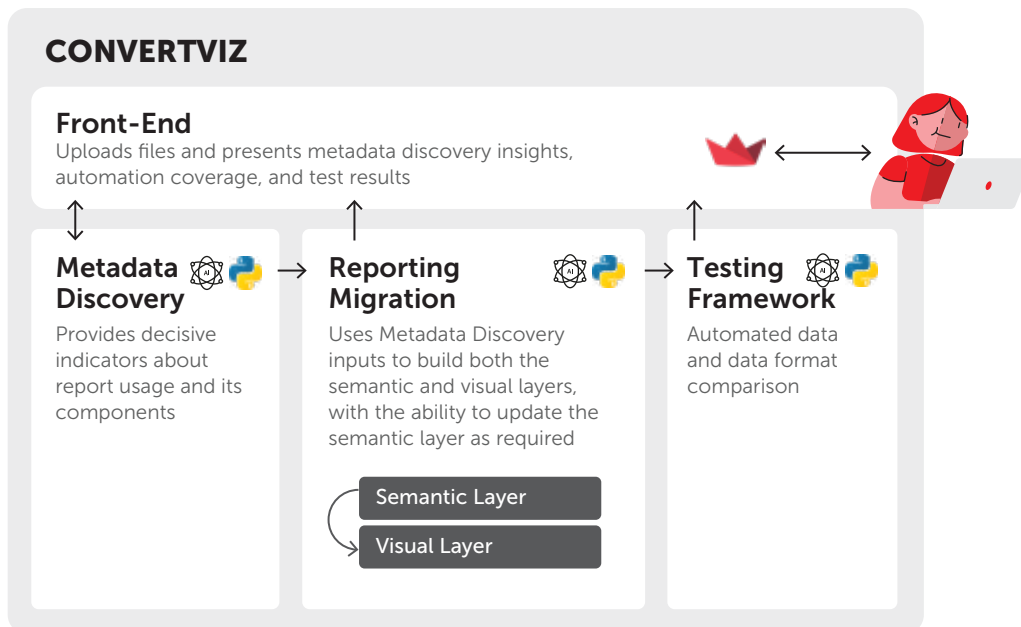 CONVERTVIZ
Front-End
Uploads files and presents metadata discovery insights,
automation coverage, and test results
Metadata
Discovery
AI
Provides decisive
indicators about
report usage and its
components
Reporting
Migration
AI
Uses Metadata Discovery
inputs to build both the
semantic and visual layers,
with the ability to update the
semantic layer as required
Semantic Layer
Visual Layer
Testing
Framework
AI
Automated data
and data format
comparison